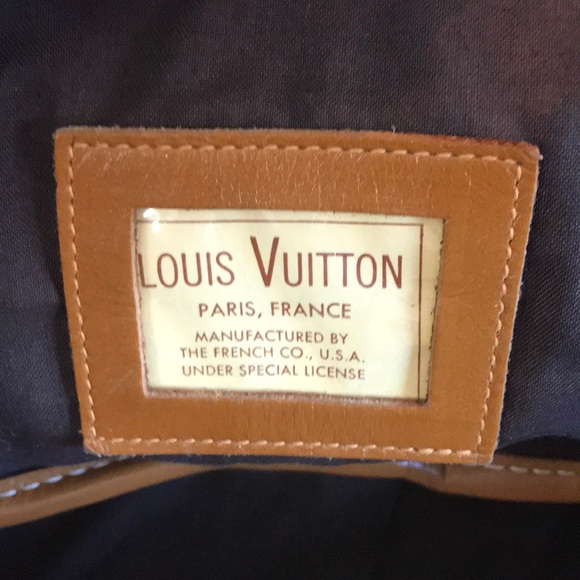 LOUIS VUITTON
PARIS, FRANCE
MANUFACTURED BY
THE FRENCH CO., U.S.A.
UNDER SPECIAL LICENSE